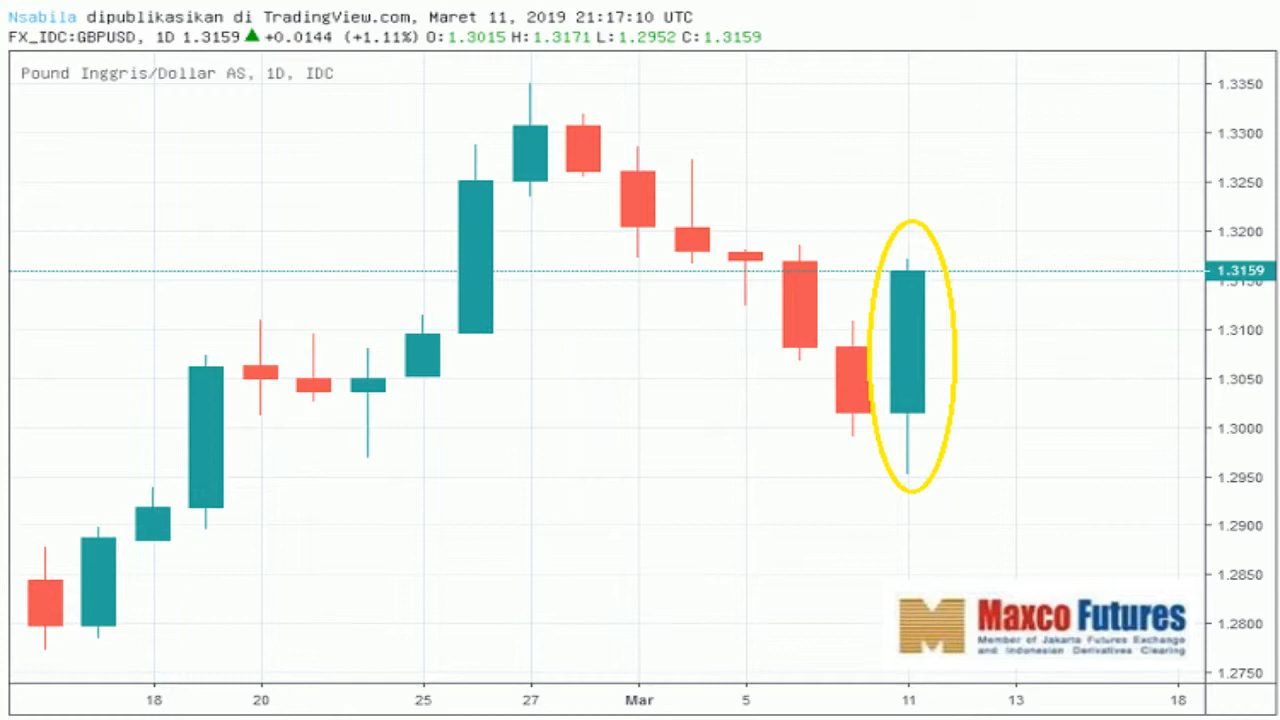 Nsabila dipublikasikan di TradingView.com, Maret 11, 2019 21:17:10 UTC
FX_IDC:GBPUSD, 1D 1.3159 ▲ +0.0144 (+1.11%) O:1.3015 H:1.3171 L:1.2952 C:1.3159
Pound Inggris/Dollar AS, 1D, IDC
1.3350
1.3300
1.3250
1.3200
1.3159
1.3150
1.3100
1.3050
1.3000
1.2950
1.2900
1.2850
1.2800
1.2750
Maxco Futures
Member of Jakarta Futures Exchange
and Indonesian Derivatives Clearing
18 20 25 27 Mar 5 11 13 18